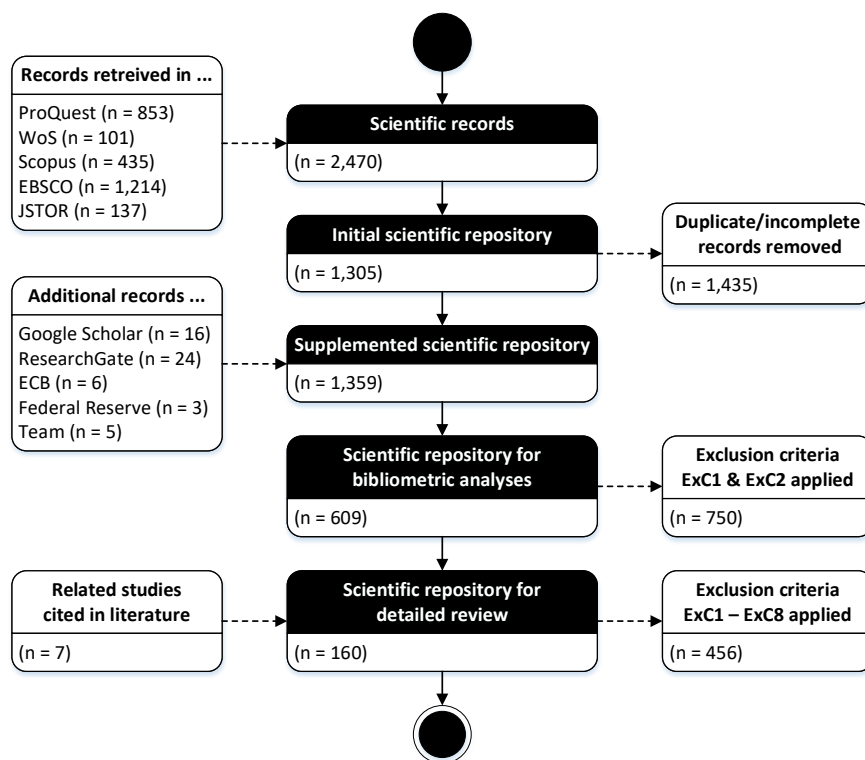 Records retreived in ...
ProQuest (n = 853)
WoS (n = 101)
Scopus (n = 435)
EBSCO (n = 1,214)
JSTOR (n = 137)
Scientific records
(n = 2,470)
Initial scientific repository
(n = 1,305)
Duplicate/incomplete
records removed
(n = 1,435)
Additional records ...
Google Scholar (n = 16)
ResearchGate (n = 24)
ECB (n = 6)
Federal Reserve (n = 3)
Team (n = 5)
Supplemented scientific repository
(n = 1,359)
Scientific repository for
bibliometric analyses
(n = 609)
Exclusion criteria
ExC1 & ExC2 applied
(n = 750)
Related studies
cited in literature
(n = 7)
Scientific repository for
detailed review
(n = 160)
Exclusion criteria
ExC1 – ExC8 applied
(n = 456)